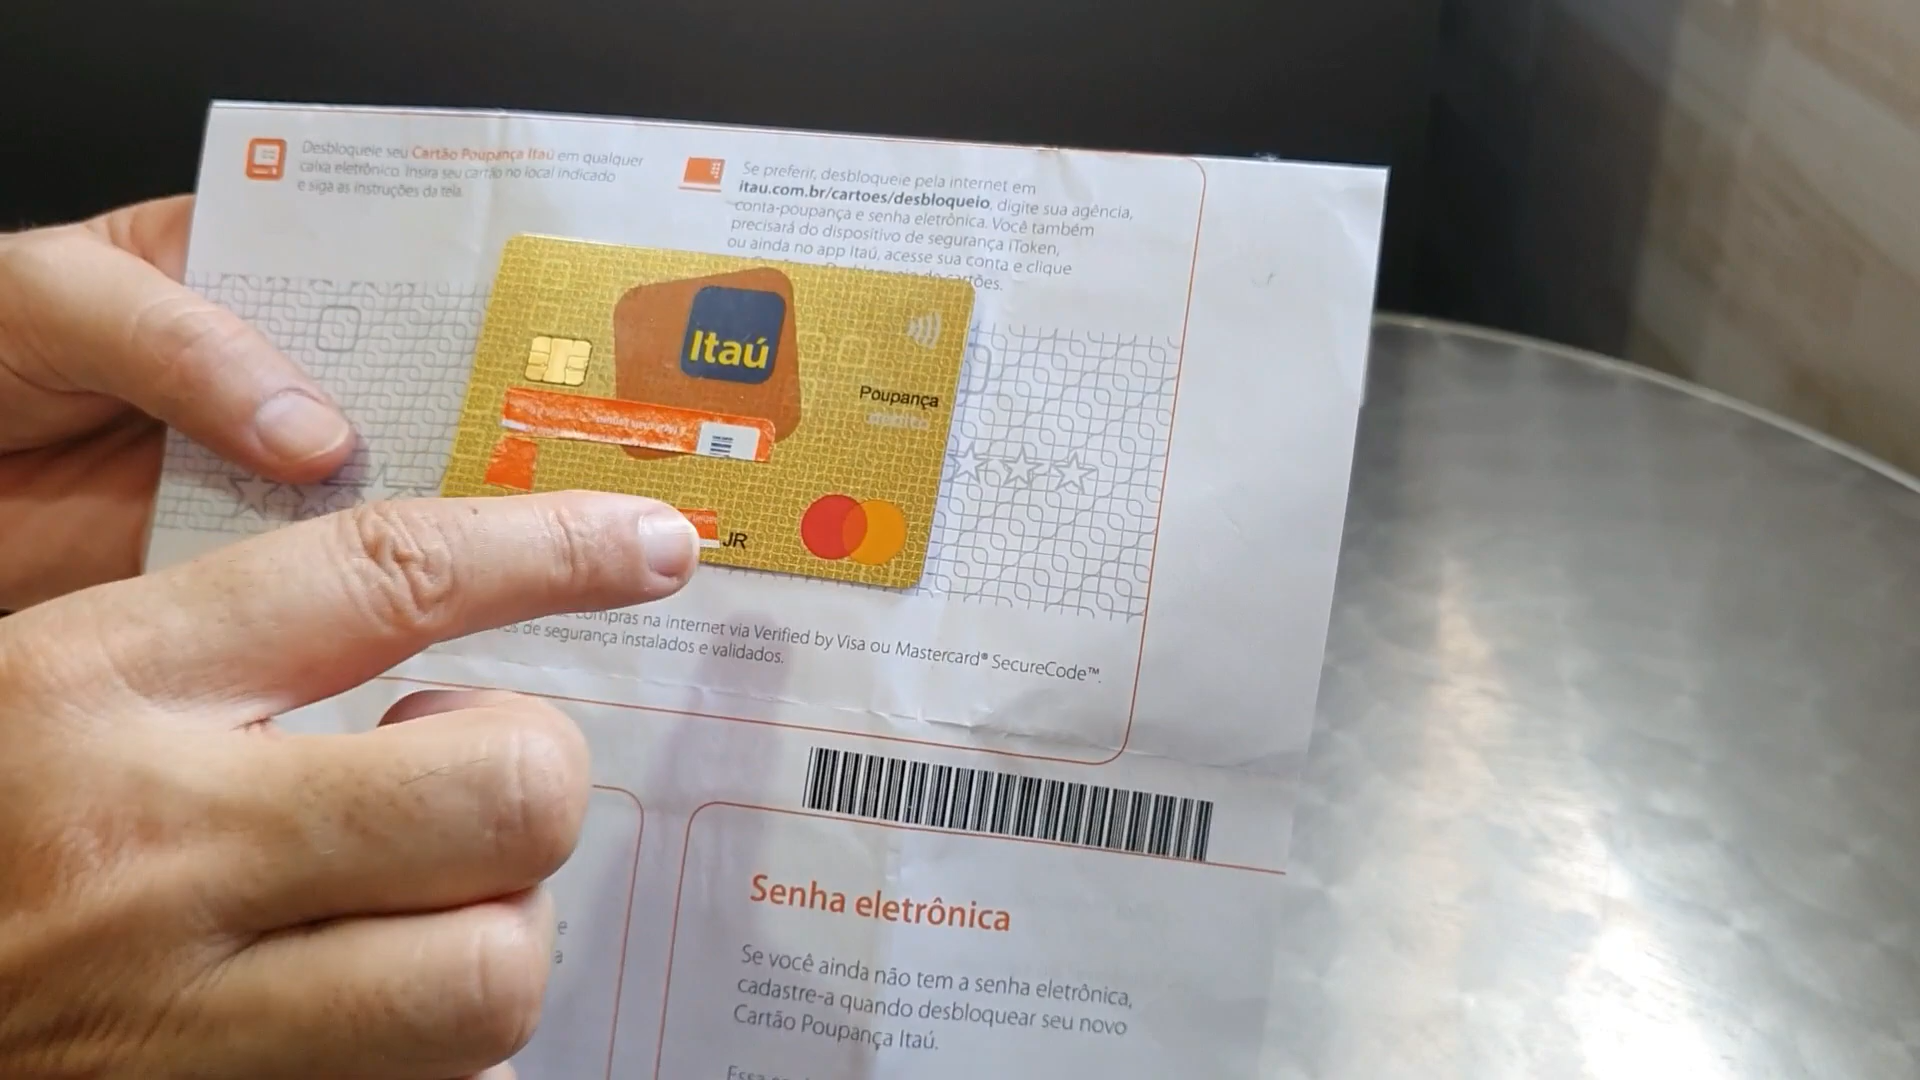 Desbloqueie seu Cartão Poupança Itaú em qualquer
caixa eletrônico. Insira seu cartão no local indicado
e siga as instruções da tela.
Se preferir, desbloqueie pela internet em
itau.com.br/cartoes/desbloqueio, digite sua agência,
conta-poupança e senha eletrônica. Você também
precisará do dispositivo de segurança iToken,
ou ainda no app Itaú, acesse sua conta e clique
Itaú
Poupança
débito
JR
compras na internet via Verified by Visa ou Mastercard® SecureCode™.
de segurança instalados e validados.
Senha eletrônica
Se você ainda não tem a senha eletrônica,
cadastre-a quando desbloquear seu novo
Cartão Poupança Itaú.